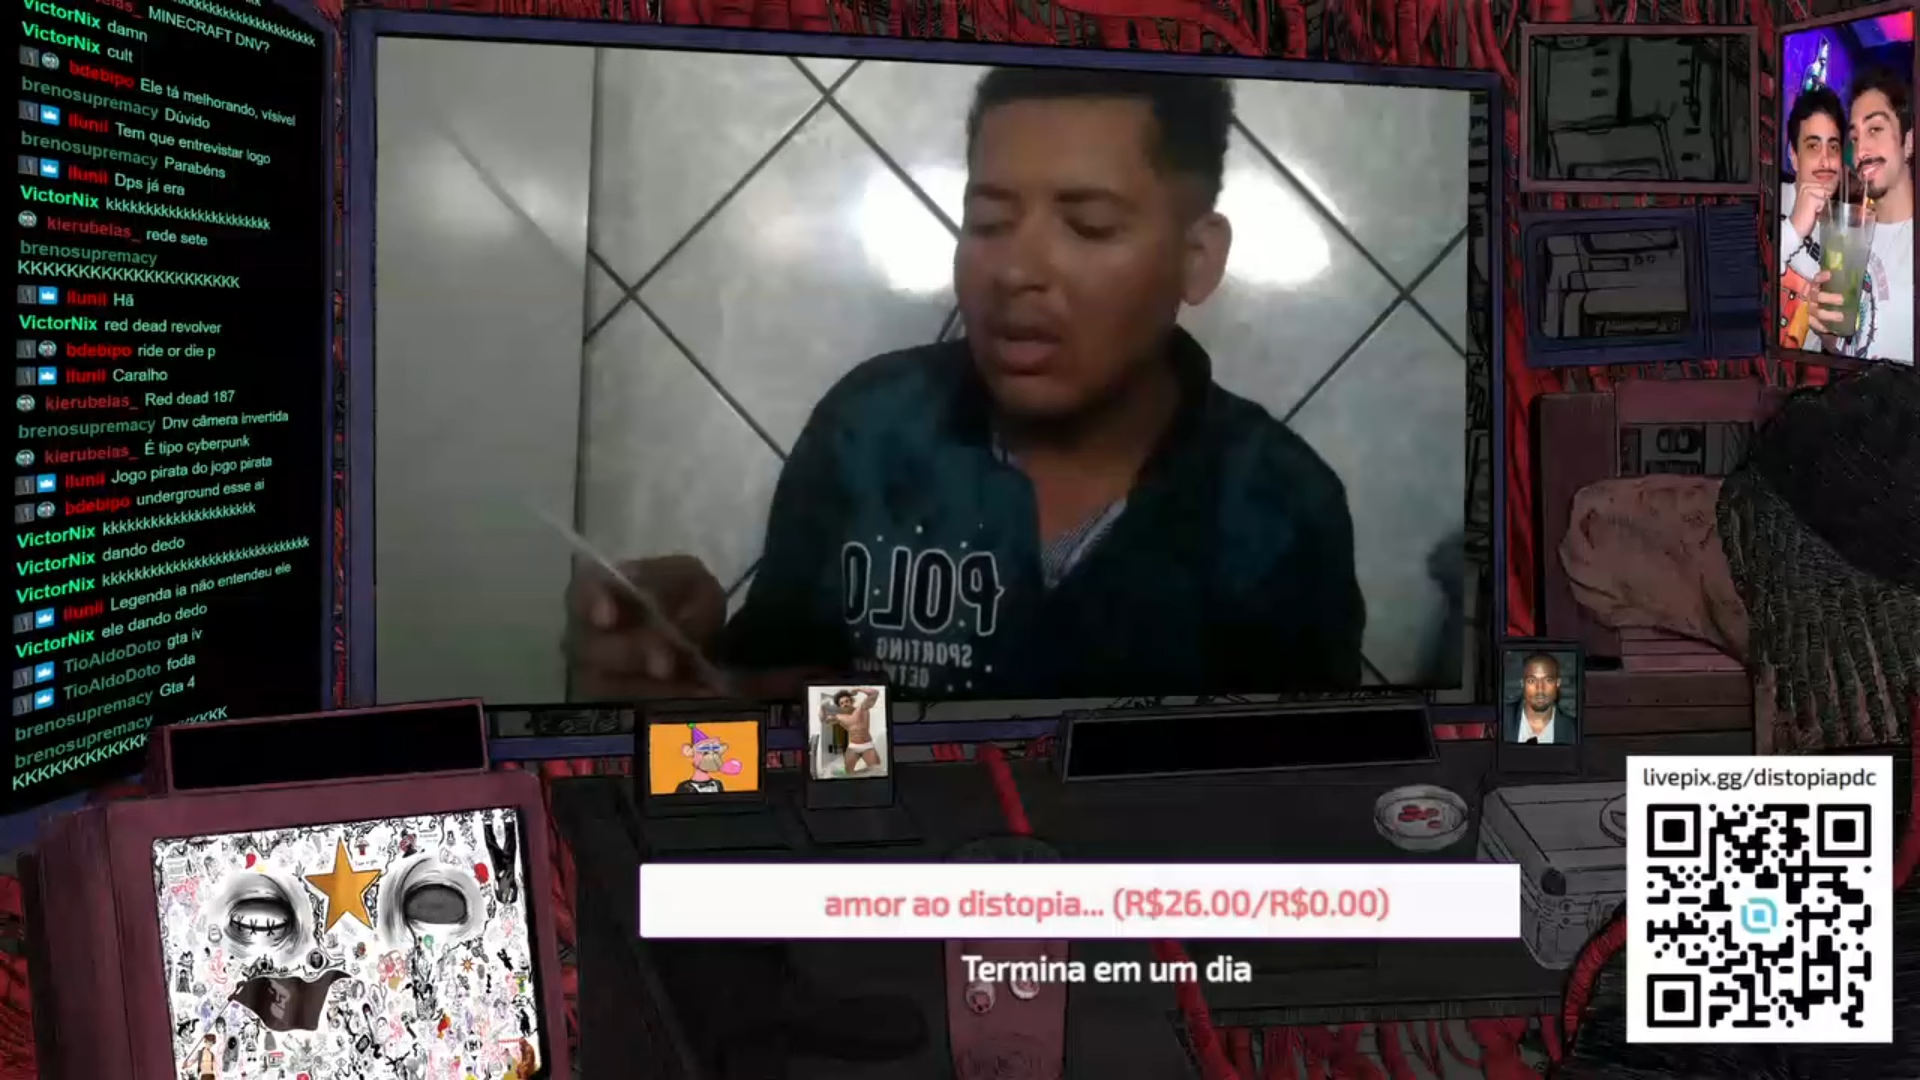 MINECRAFT DNV?
VictorNix damn
VictorNix cult
bdebipo Ele tá melhorando, vísivel
brenosupremacy Dúvido
llunii Tem que entrevistar logo
brenosupremacy Parabéns
llunii Dps já era
VictorNix kkkkkkkkkkkkkkkkkkkkkkk
kierubelas_ rede sete
brenosupremacy
KKKKKKKKKKKKKKKKKKKKK
llunii Hã
VictorNix red dead revolver
bdebipo ride or die p
llunii Caralho
kierubelas_ Red dead 187
brenosupremacy Dnv câmera invertida
kierubelas_ É tipo cyberpunk
llunii Jogo pirata do jogo pirata
bdebipo underground esse ai
VictorNix kkkkkkkkkkkkkkkkkkkkk
VictorNix dando dedo
VictorNix kkkkkkkkkkkkkkkkkkkkkkkkkkkkk
llunii Legenda ia não entendeu ele
VictorNix ele dando dedo
TioAldoDoto gta iv
TioAldoDoto foda
brenosupremacy Gta 4
brenosupremacy
POLO
SPORTING
livepix.gg/distopiapdc
amor ao distopia... (R$26.00/R$0.00)
Termina em um dia